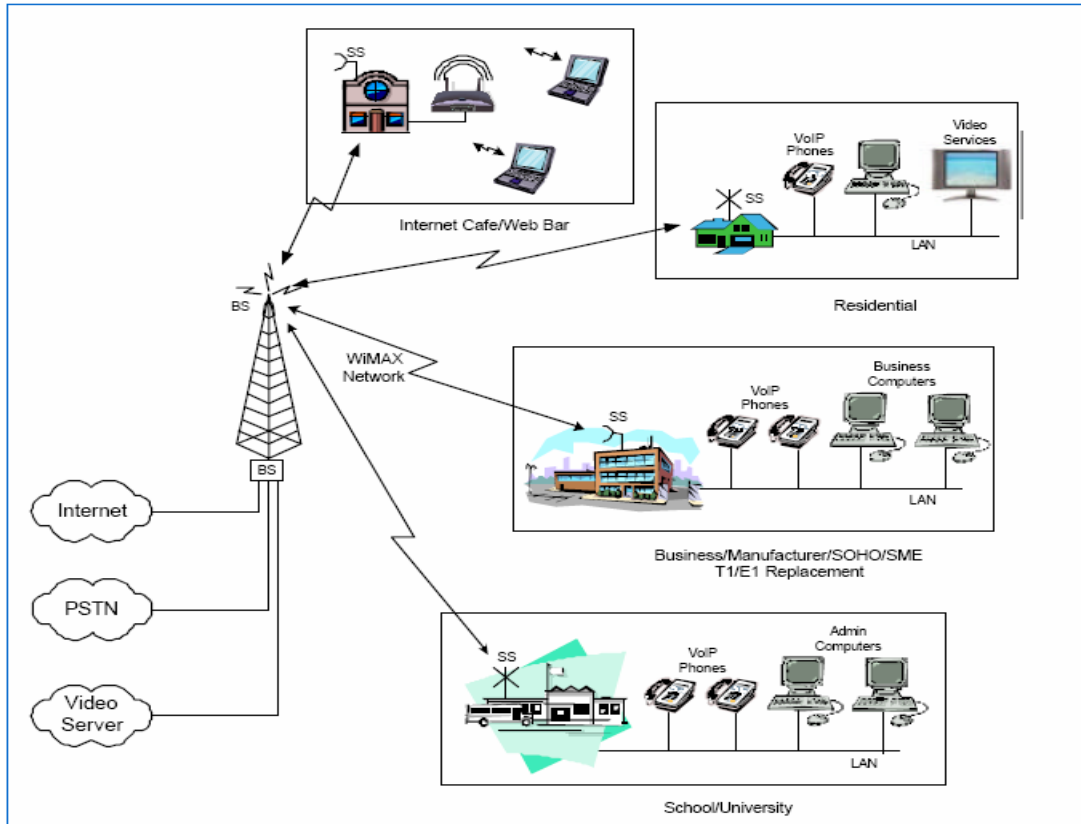 SS
Internet Cafe/Web Bar
VoIP
Phones
Video
Services
SS
LAN
Residential
BS
WiMAX
Network
SS
VoIP
Phones
Business
Computers
LAN
Business/Manufacturer/SOHO/SME
T1/E1 Replacement
BS
Internet
PSTN
Video
Server
SS
VoIP
Phones
Admin
Computers
LAN
School/University